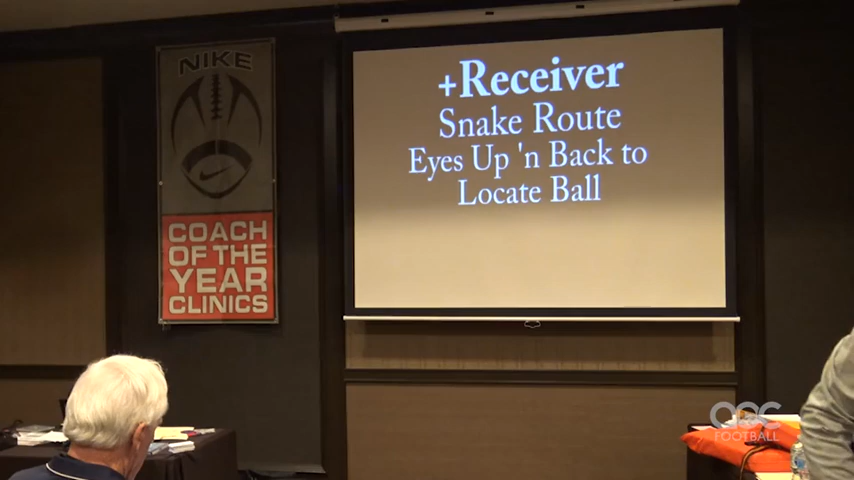 NIKE
COACH
OF THE
YEAR
CLINICS
+Receiver
Snake Route
Eyes Up 'n Back to
Locate Ball
FOOTBALL